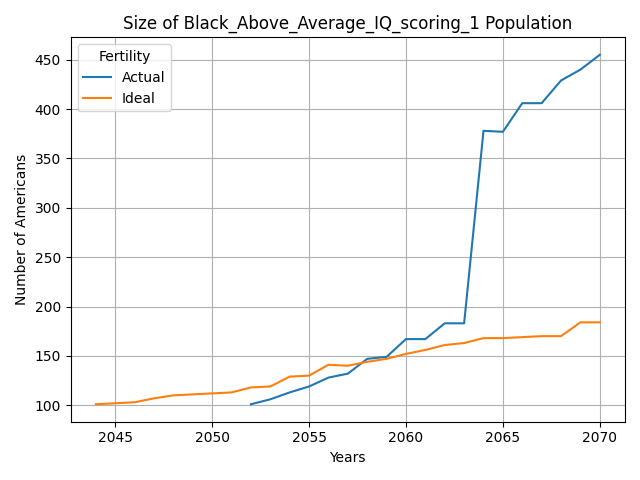 Size of Black_Above_Average_IQ_scoring_1 Population
Fertility
Actual
Ideal
Number of Americans
450
400
350
300
250
200
150
100
2045 2050 2055 2060 2065 2070
Years